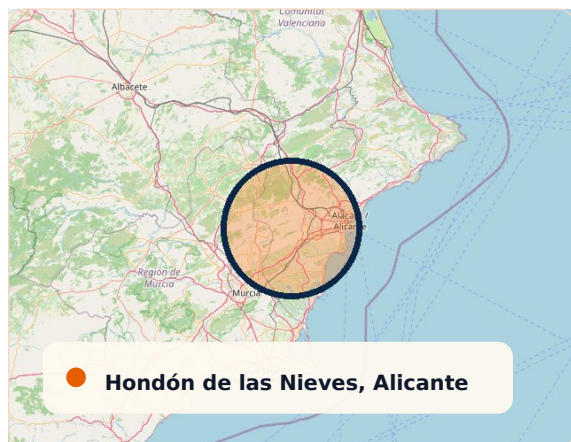 Comunitat
Valenciana
Albacete
Alacant /
Alicante
Región de
Murcia
Murcia
Hondón de las Nieves, Alicante